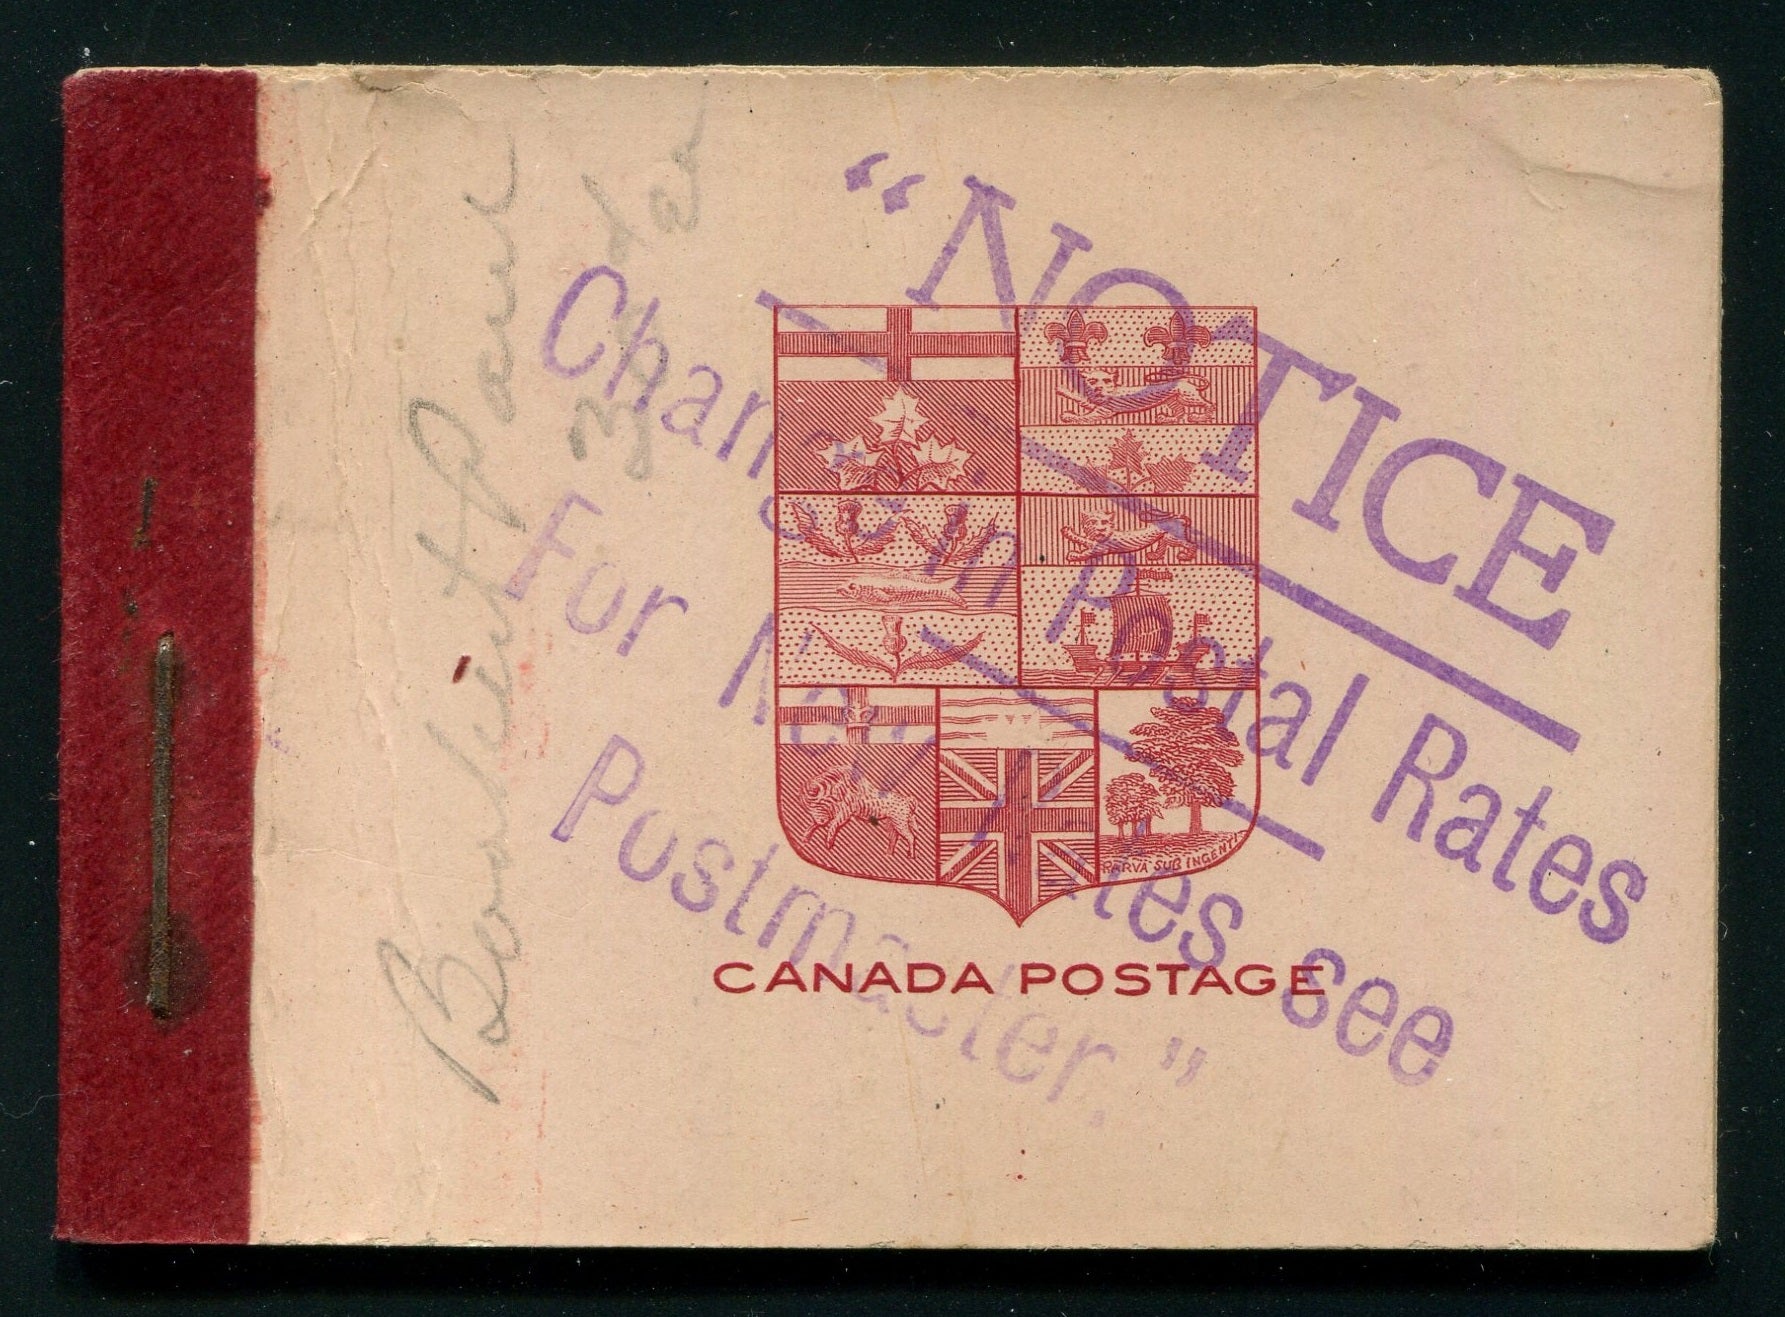 “NOTICE
Change in Postal Rates
For New Rates see
Postmaster.”
PARVA SUB INGENTI
CANADA POSTAGE